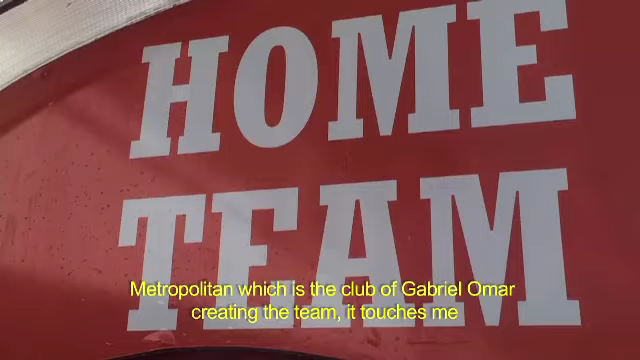 HOME
TEAM
Metropolitan which is the club of Gabriel Omar
creating the team, it touches me